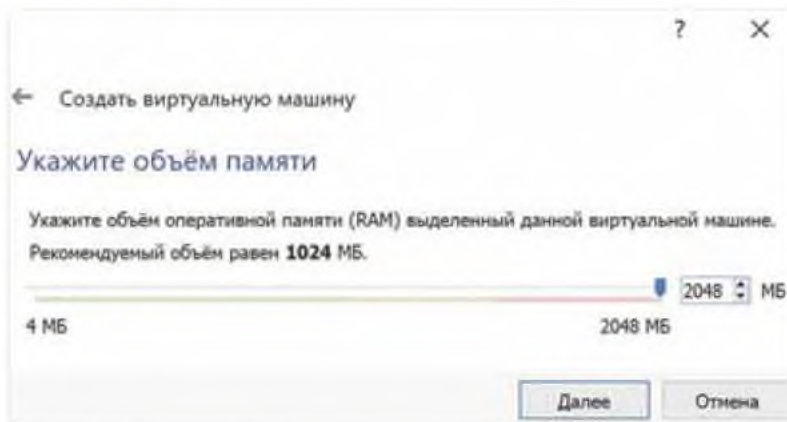 ?
Создать виртуальную машину
Укажите объём памяти
Укажите объём оперативной памяти (RAM) выделенный данной виртуальной машине.
Рекомендуемый объём равен 1024 МБ.
2048 МБ
4 МБ 2048 МБ
Далее Отмена